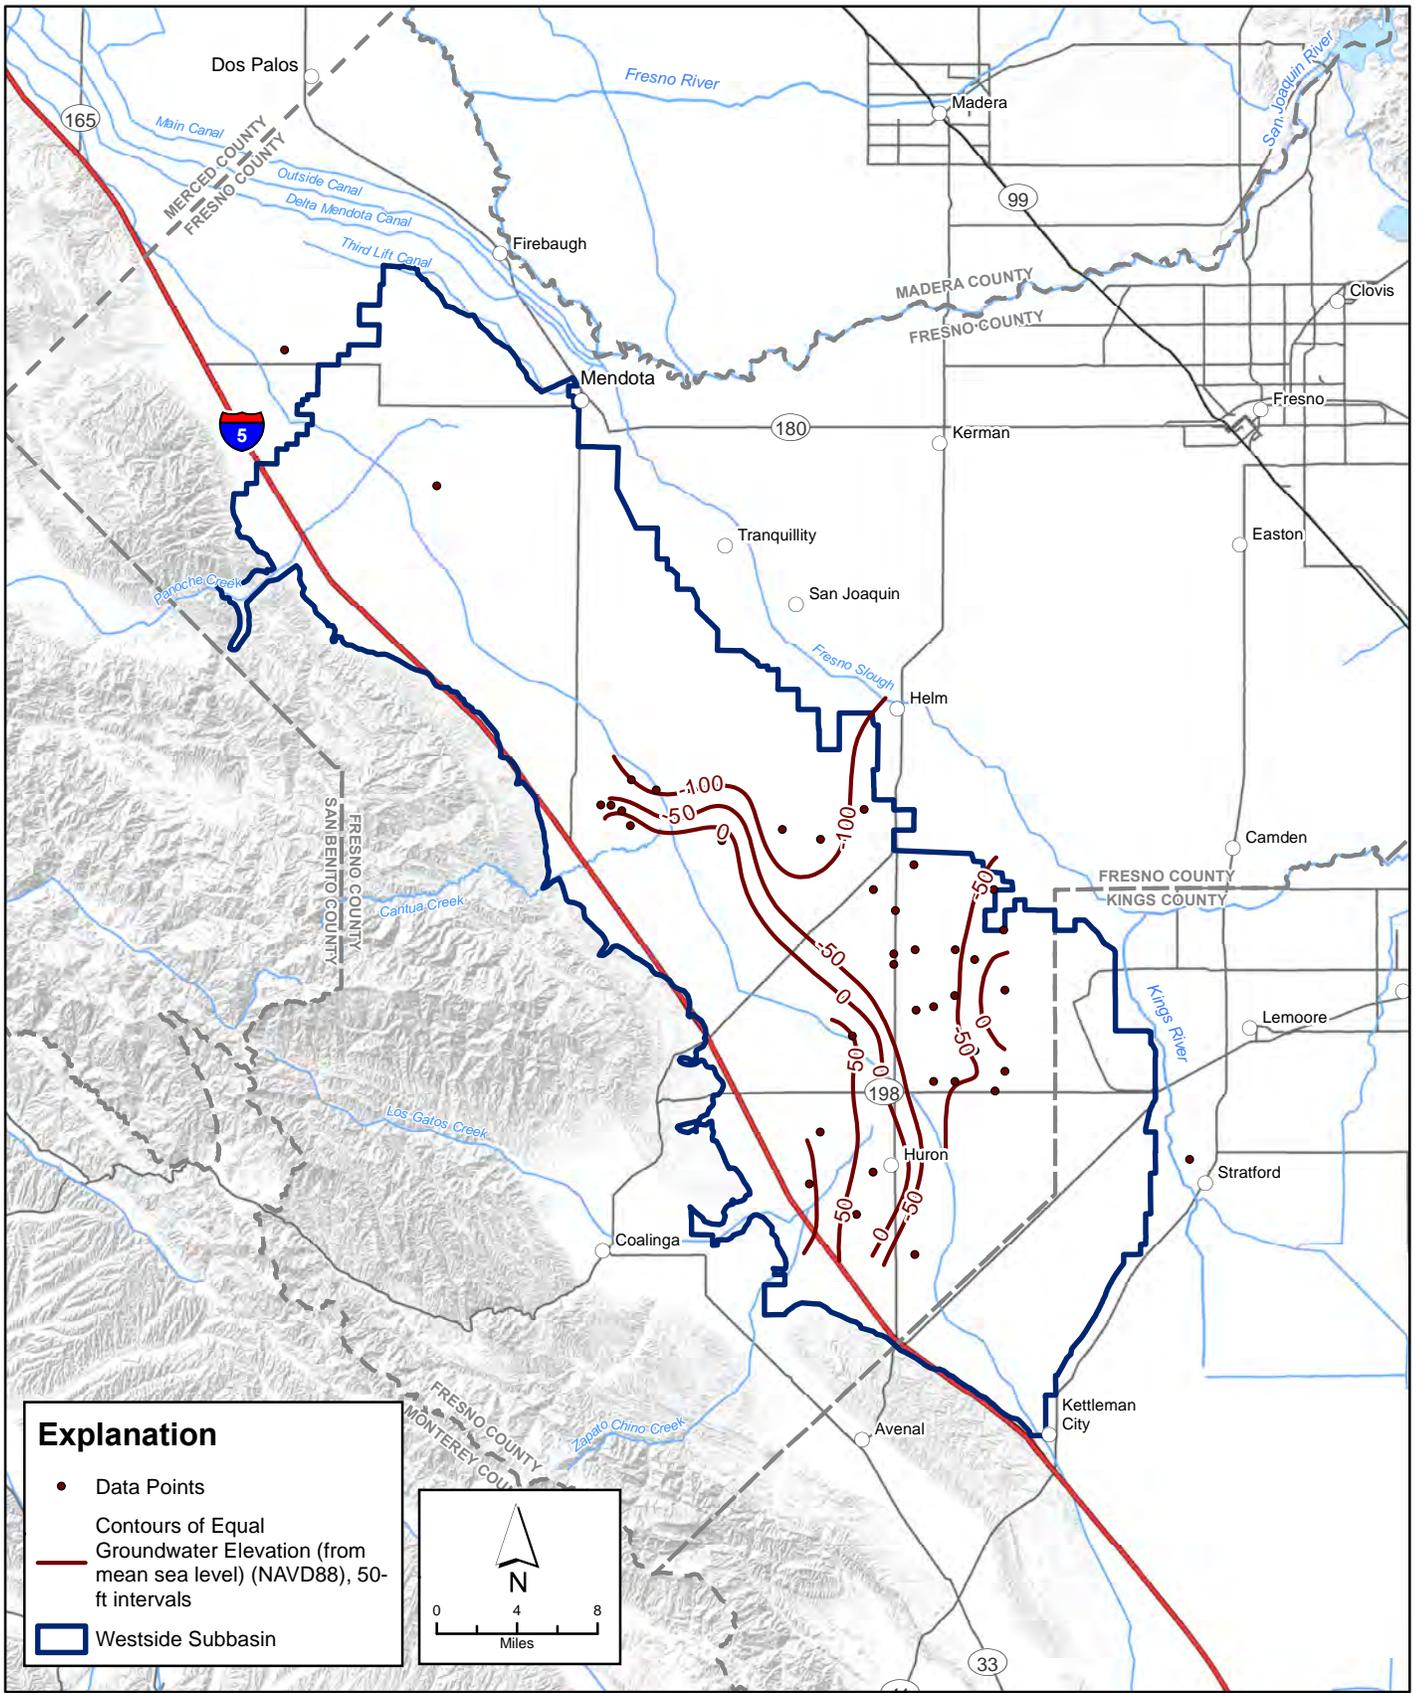 Dos Palos
Fresno River
San Joaquin River
Madera
165
Main Canal
MERCED COUNTY
FRESNO COUNTY
Outside Canal
99
Delta Mendota Canal
Third Lift Canal
Firebaugh
MADERA COUNTY
FRESNO COUNTY
Clovis
Mendota
Fresno
5
180
Kerman
Tranquillity
Easton
Panoche Creek
San Joaquin
Fresno Slough
Helm
-100
-50
0
-100
SAN BENITO COUNTY
FRESNO COUNTY
Camden
FRESNO COUNTY
KINGS COUNTY
-50
Cantua Creek
-50
0
0
Kings River
Lemoore
-50
50
0
198
Los Gatos Creek
Huron
Stratford
50
-50
0
Coalinga
Kettleman
City
Avenal
FRESNO COUNTY
MONTEREY COU
Zapato Chino Creek
Explanation
Data Points
Contours of Equal
Groundwater Elevation (from
mean sea level) (NAVD88), 50-
ft intervals
Westside Subbasin
N
0 4 8
Miles
33